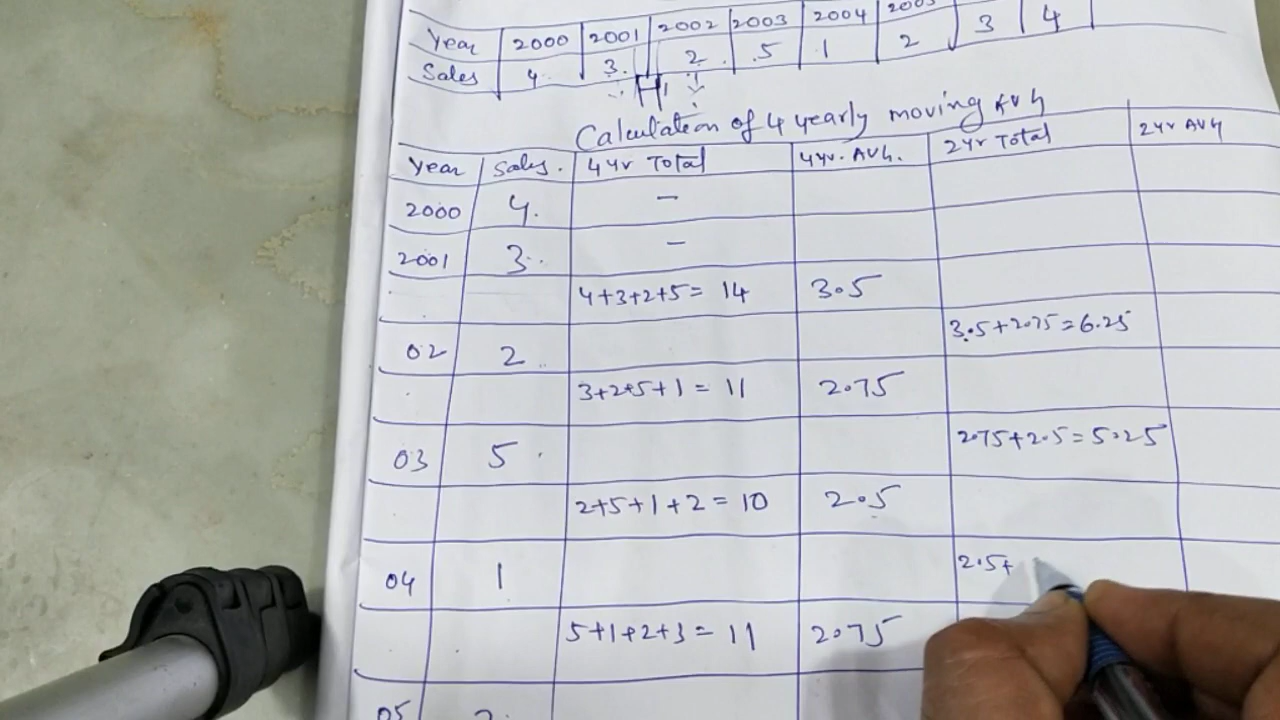 Year 2000 2001 2002 2003 2004 2005 3 4
Sales 4 3 2 5 1 2
Calculation of 4 yearly moving AVG
Year Sales. 4yr Total 4yr. AVG. 2yr Total 2yr AVG
2000 4. -
2001 3 -
4+3+2+5= 14 3.5
02 2 3.5+2.75=6.25
3+2+5+1= 11 2.75
03 5 2.75+2.5=5.25
2+5+1+2= 10 2.5
04 1 2.5+
5+1+2+3= 11 2.75
05